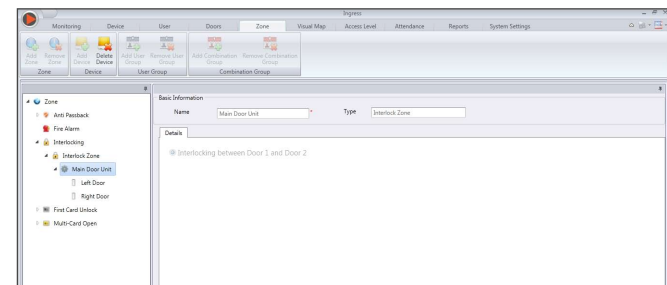 Ingress
Monitoring Device User Doors Zone Visual Map Access Level Attendance Reports System Settings
Add Zone Remove Zone Add Device Delete Device Add User Group Remove User Group Add Combination Group Remove Combination Group
Zone Device User Group Combination Group
Zone
Anti Passback
Fire Alarm
Interlocking
Interlock Zone
Main Door Unit
Left Door
Right Door
First Card Unlock
Multi-Card Open
Basic Information
Name Main Door Unit * Type Interlock Zone
Details
Interlocking between Door 1 and Door 2